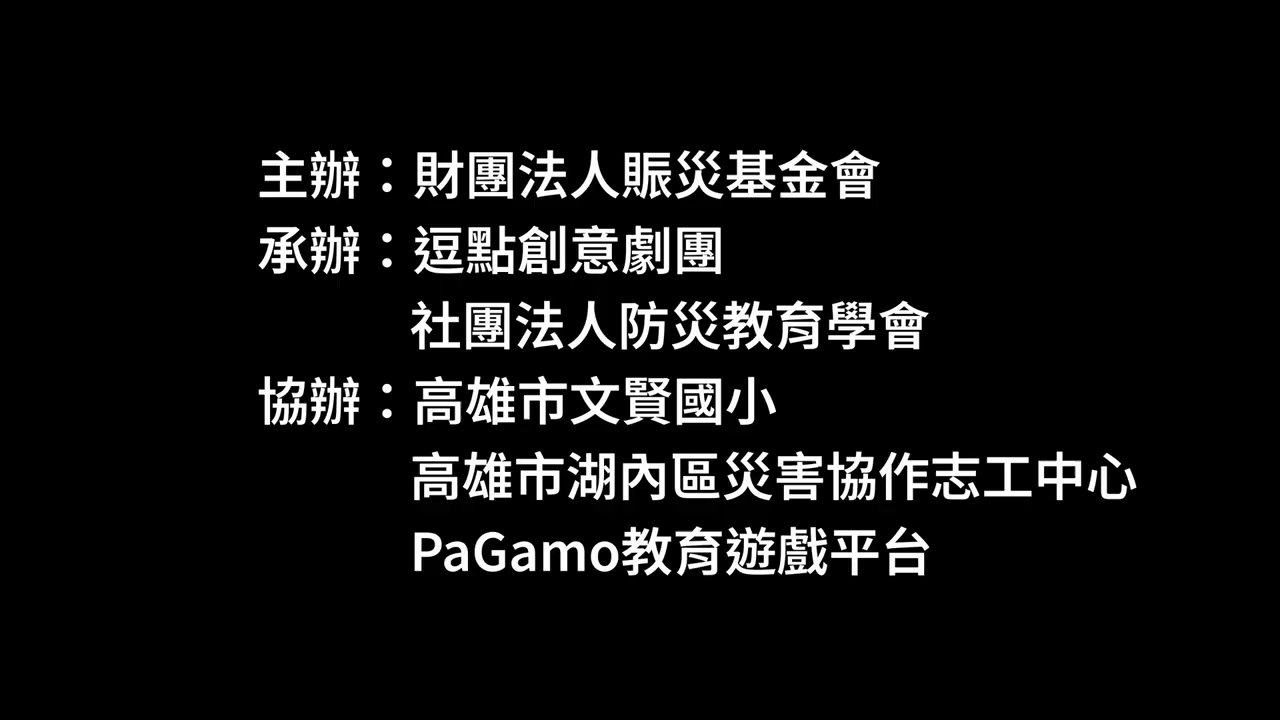 主辦：財團法人賑災基金會
承辦：逗點創意劇團
社團法人防災教育學會
協辦：高雄市文賢國小
高雄市湖內區災害協作志工中心
PaGamo教育遊戲平台